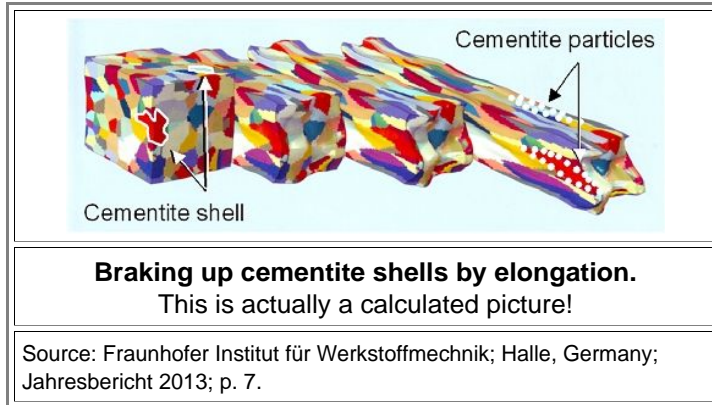 Cementite particles
Cementite shell
Braking up cementite shells by elongation.
This is actually a calculated picture!
Source: Fraunhofer Institut für Werkstoffmechnik; Halle, Germany;
Jahresbericht 2013; p. 7.